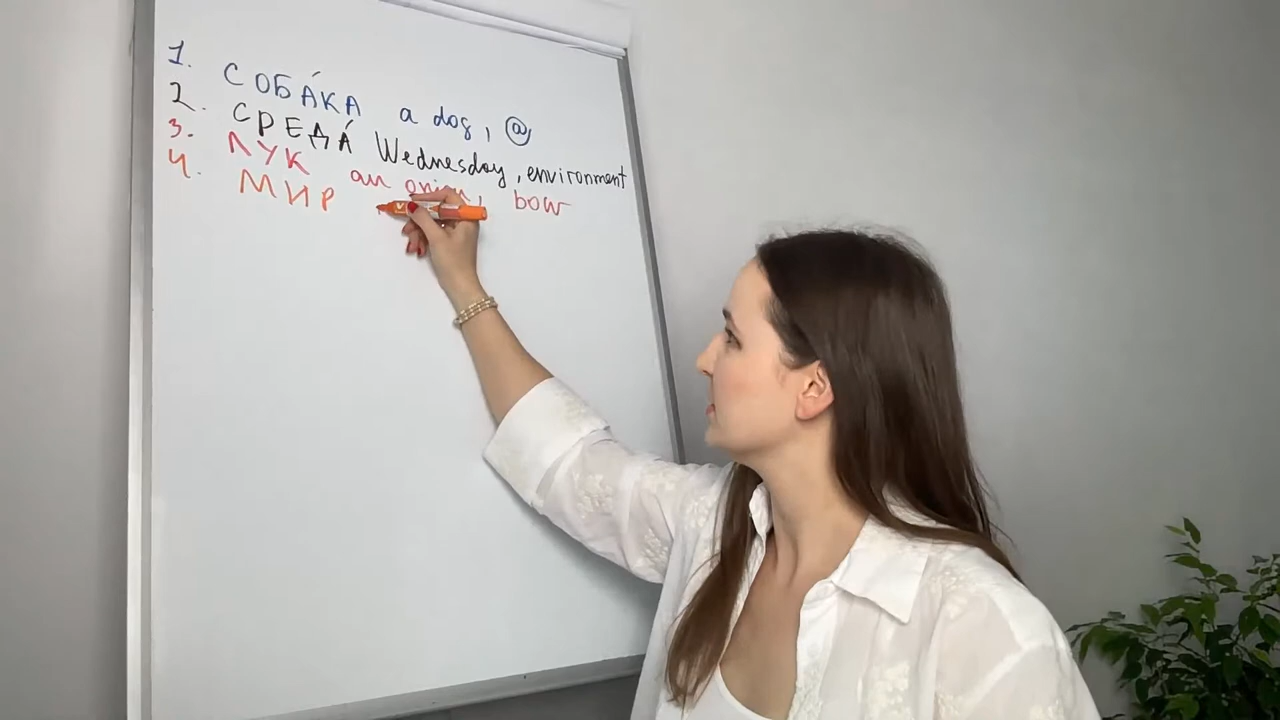 1. СОБА́КА a dog, @
2. СРЕДА́ Wednesday, environment
3. ЛУК an onion, bow
4. МИР